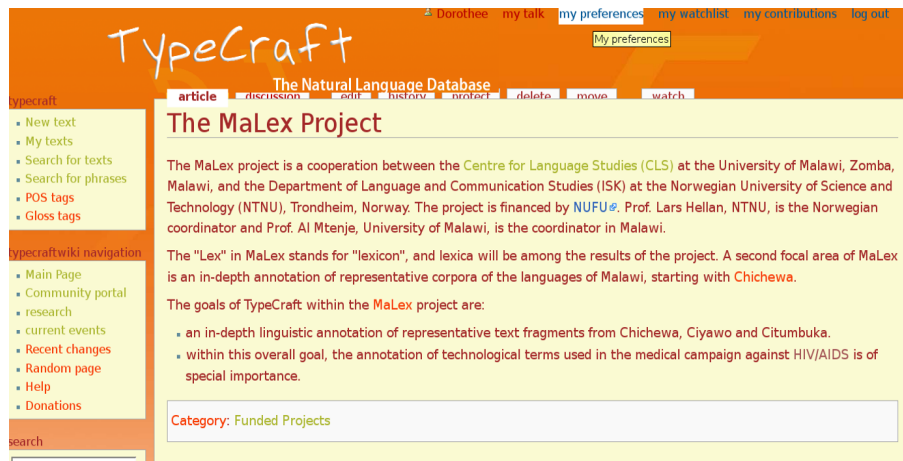 Dorothee my talk my preferences my watchlist my contributions log out
My preferences
TypeCraft
The Natural Language Database
article discussion edit history protect delete move watch
typecraft
New text
My texts
Search for texts
Search for phrases
POS tags
Gloss tags
typecraftwiki navigation
Main Page
Community portal
research
current events
Recent changes
Random page
Help
Donations
search
The MaLex Project
The MaLex project is a cooperation between the Centre for Language Studies (CLS) at the University of Malawi, Zomba,
Malawi, and the Department of Language and Communication Studies (ISK) at the Norwegian University of Science and
Technology (NTNU), Trondheim, Norway. The project is financed by NUFU. Prof. Lars Hellan, NTNU, is the Norwegian
coordinator and Prof. Al Mtenje, University of Malawi, is the coordinator in Malawi.
The "Lex" in MaLex stands for "lexicon", and lexica will be among the results of the project. A second focal area of MaLex
is an in-depth annotation of representative corpora of the languages of Malawi, starting with Chichewa.
The goals of TypeCraft within the MaLex project are:
an in-depth linguistic annotation of representative text fragments from Chichewa, Ciyawo and Citumbuka.
within this overall goal, the annotation of technological terms used in the medical campaign against HIV/AIDS is of
special importance.
Category: Funded Projects